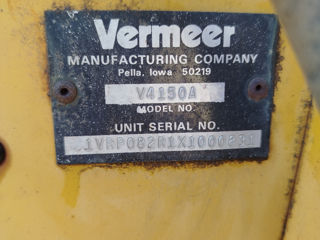 Vermeer
MANUFACTURING COMPANY
Pella, Iowa 50219
V4150A
MODEL NO.
UNIT SERIAL NO.